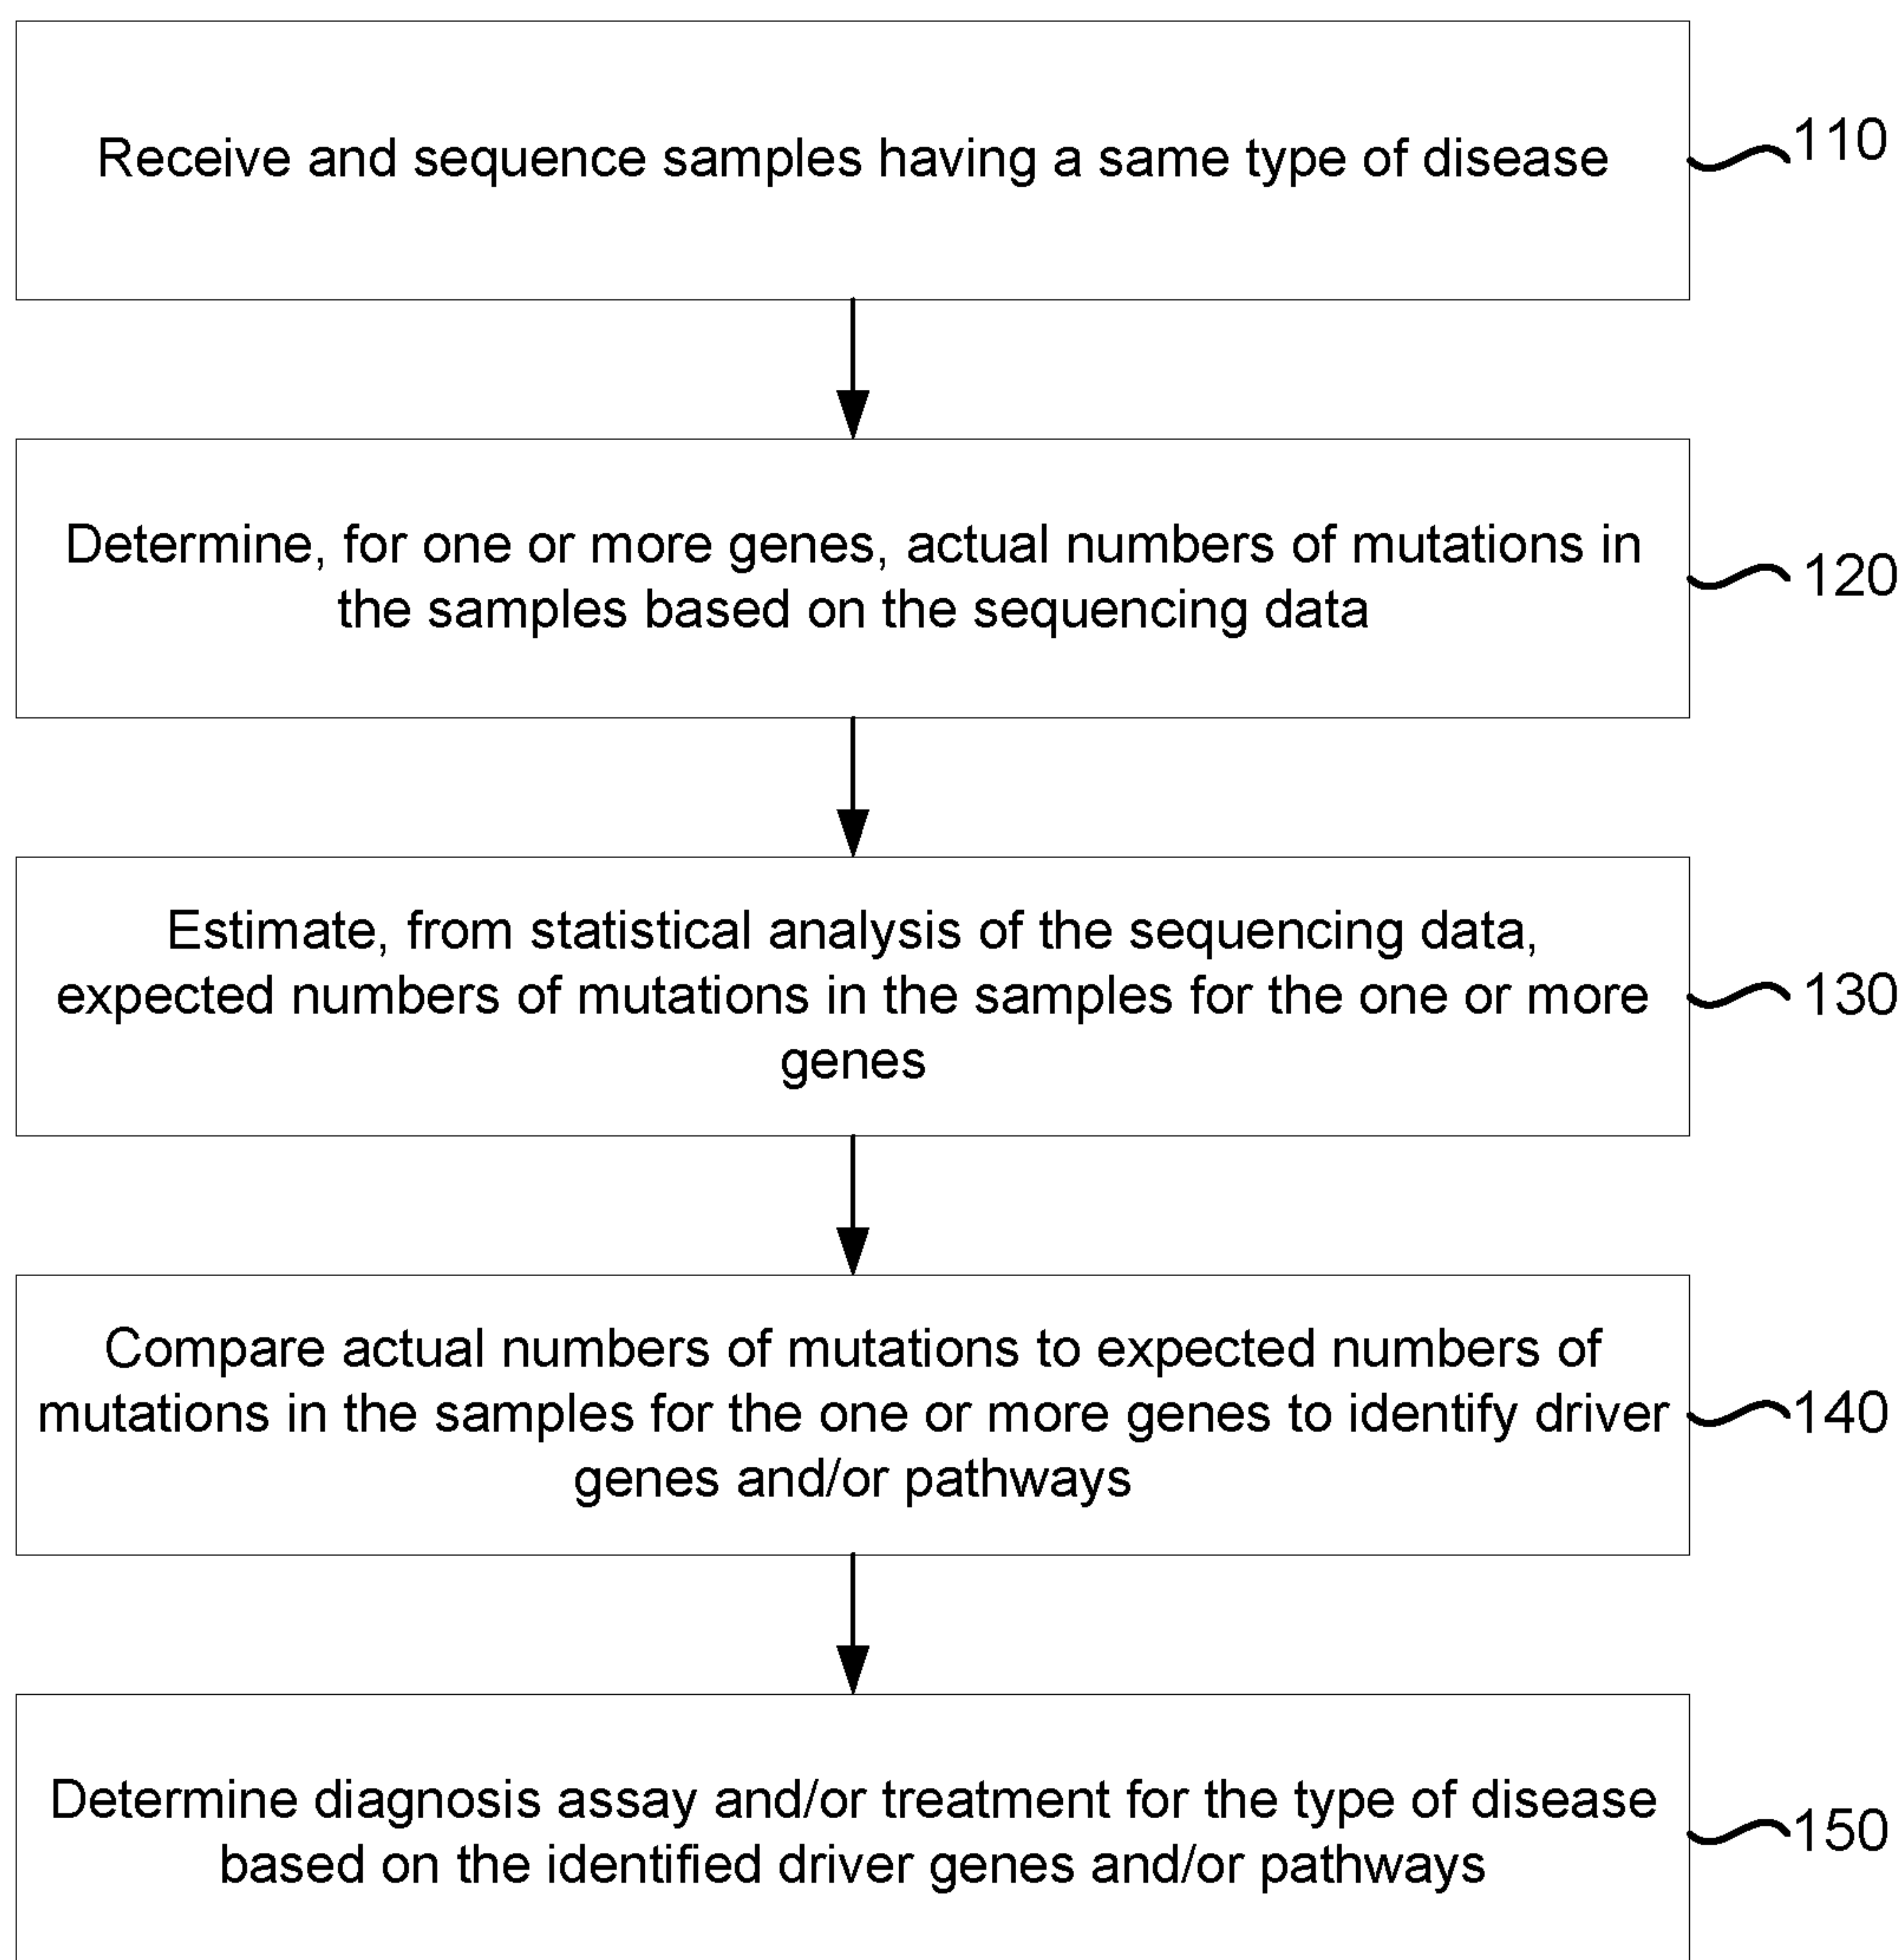 Receive and sequence samples having a same type of disease
110
Determine, for one or more genes, actual numbers of mutations in
the samples based on the sequencing data
120
Estimate, from statistical analysis of the sequencing data,
expected numbers of mutations in the samples for the one or more
genes
130
Compare actual numbers of mutations to expected numbers of
mutations in the samples for the one or more genes to identify driver
genes and/or pathways
140
Determine diagnosis assay and/or treatment for the type of disease
based on the identified driver genes and/or pathways
150